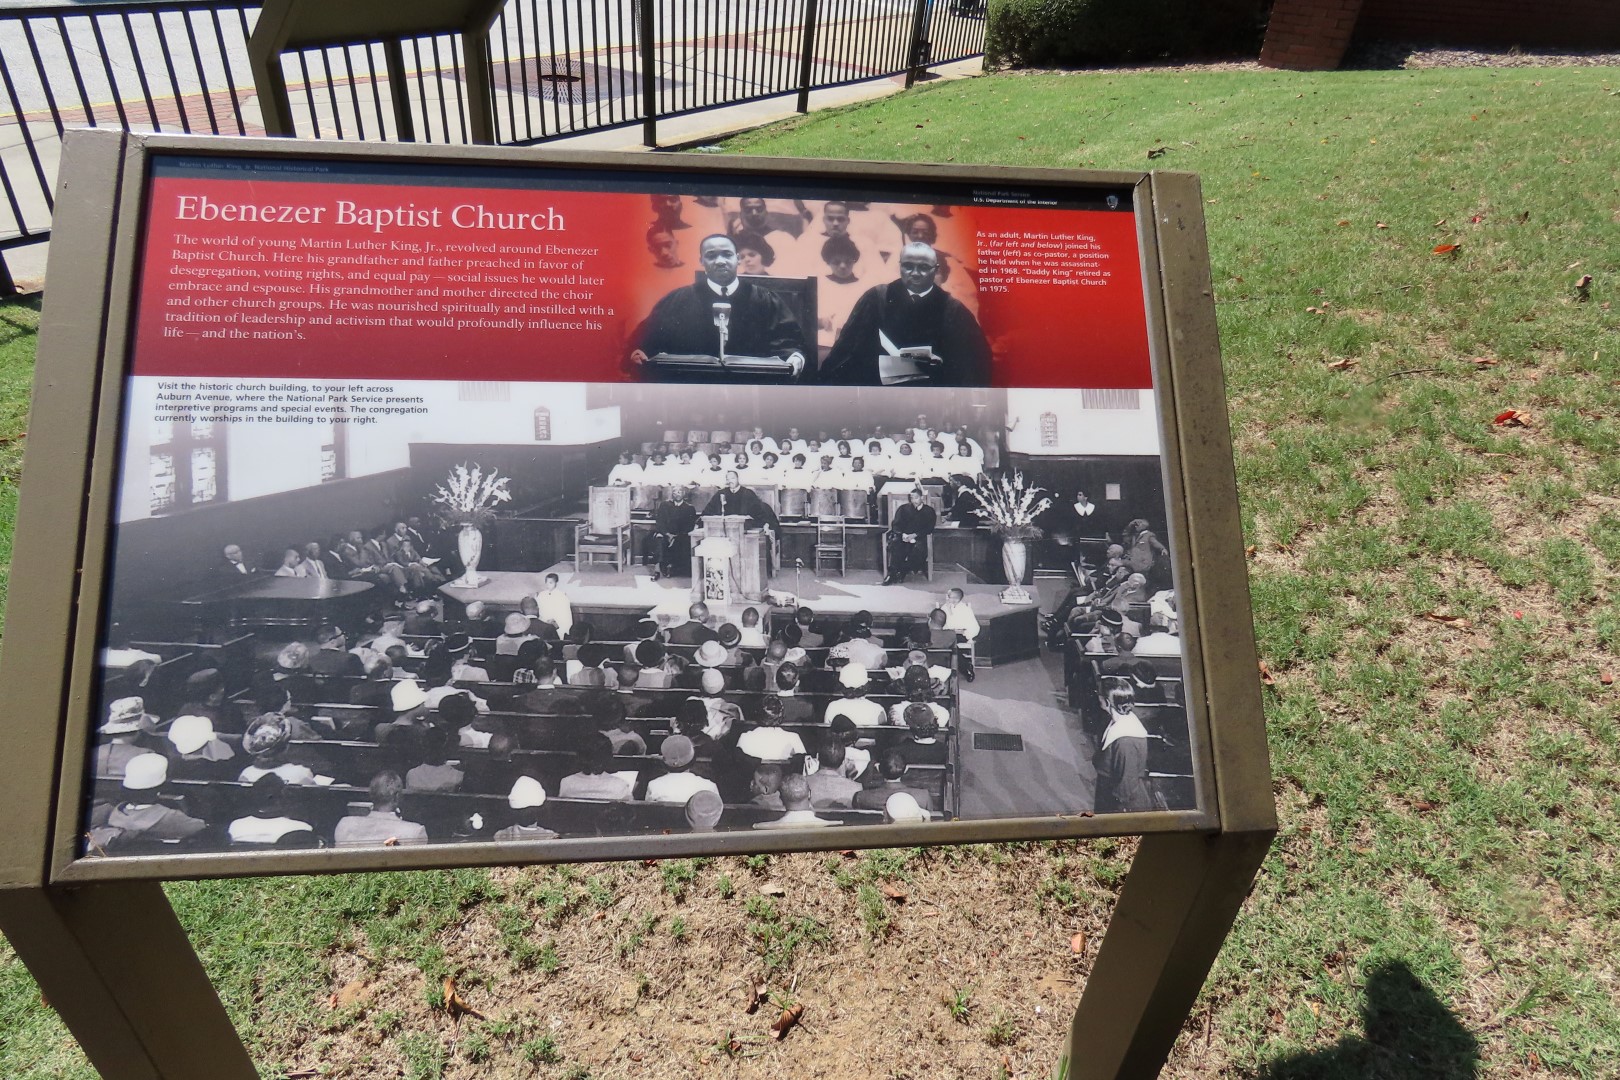 Martin Luther King, Jr. National Historical Park
National Park Service
U.S. Department of the Interior
Ebenezer Baptist Church
The world of young Martin Luther King, Jr., revolved around Ebenezer
Baptist Church. Here his grandfather and father preached in favor of
desegregation, voting rights, and equal pay — social issues he would later
embrace and espouse. His grandmother and mother directed the choir
and other church groups. He was nourished spiritually and instilled with a
tradition of leadership and activism that would profoundly influence his
life — and the nation's.
As an adult, Martin Luther King,
Jr., (far left and below) joined his
father (left) as co-pastor, a position
he held when he was assassinat-
ed in 1968. "Daddy King" retired as
pastor of Ebenezer Baptist Church
in 1975.
Visit the historic church building, to your left across
Auburn Avenue, where the National Park Service presents
interpretive programs and special events. The congregation
currently worships in the building to your right.